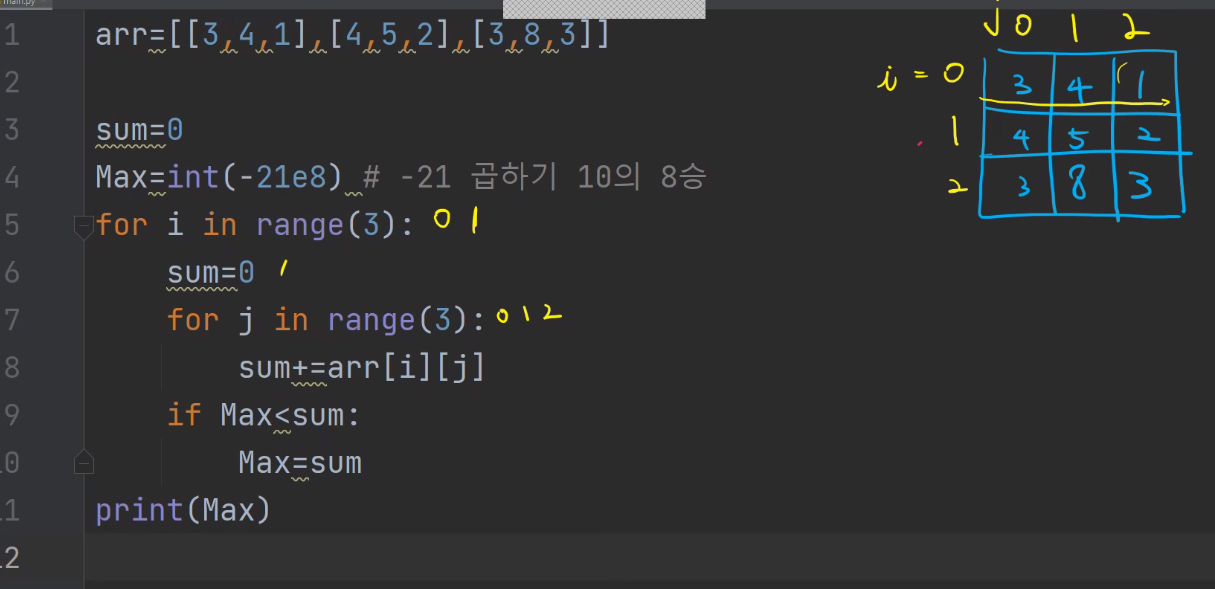 main.py
1 arr=[[3,4,1],[4,5,2],[3,8,3]]
2
3 sum=0
4 Max=int(-21e8) # -21 곱하기 10의 8승
5 for i in range(3): 0 1
6 sum=0
7 for j in range(3): 0 1 2
8 sum+=arr[i][j]
9 if Max<sum:
10 Max=sum
11 print(Max)
12
j 0 1 2
i = 0 3 4 1
1 4 5 2
2 3 8 3